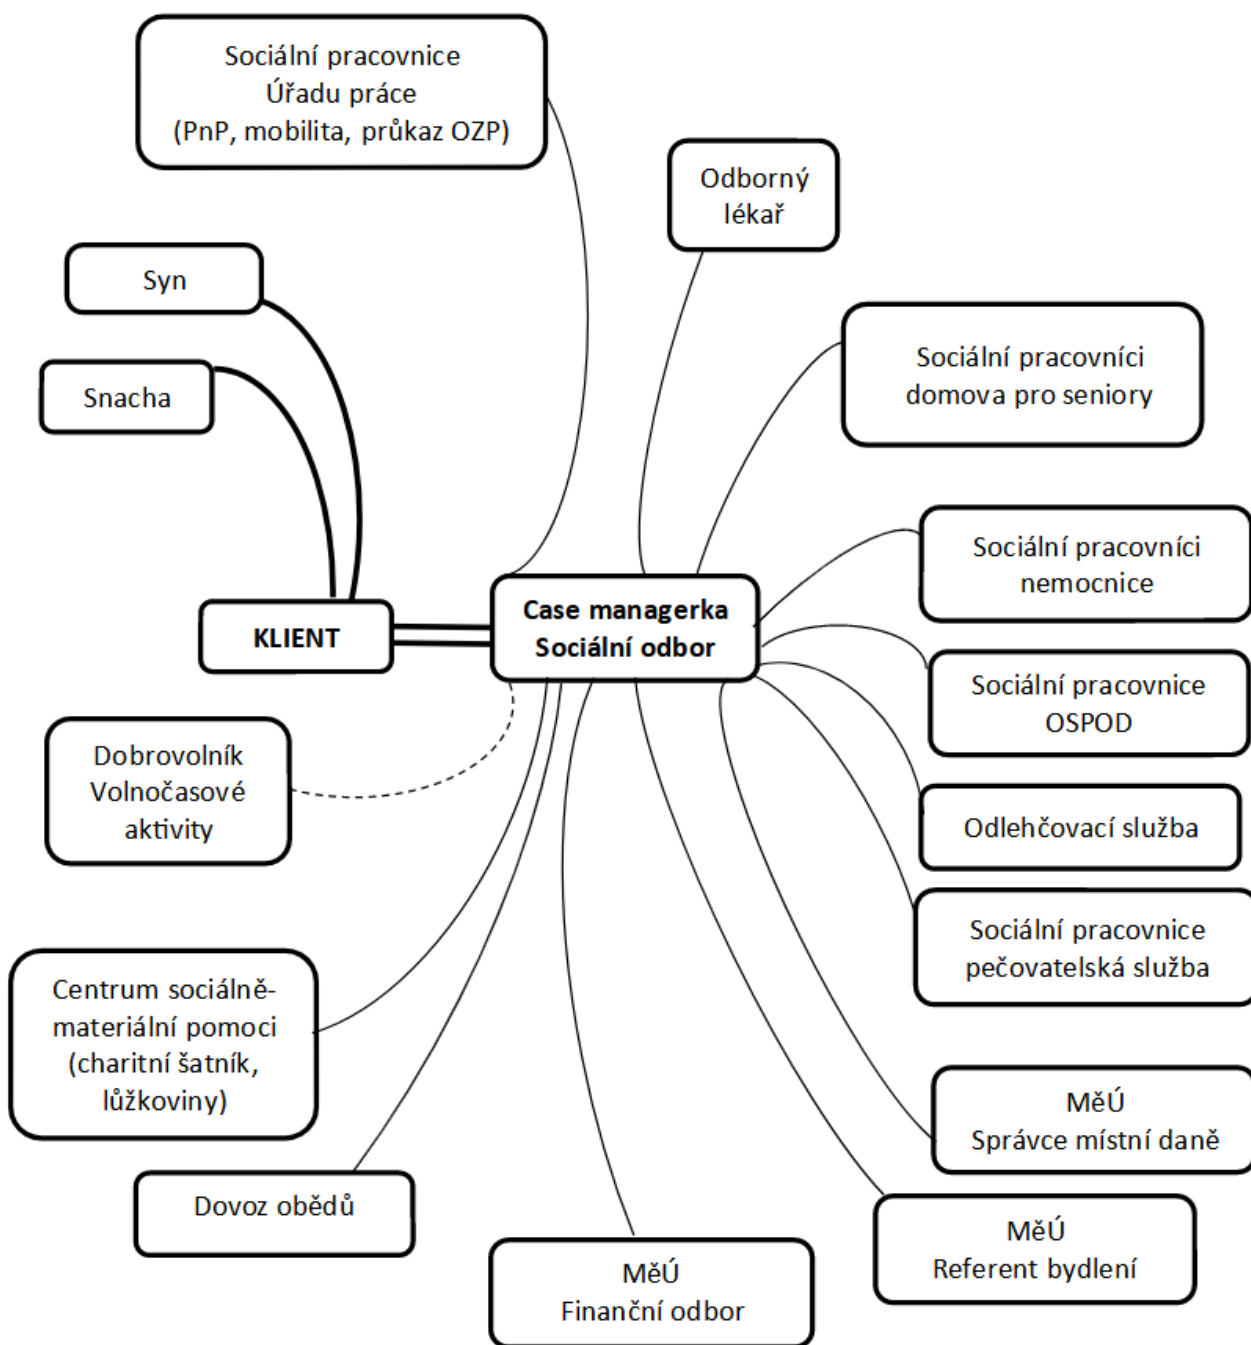 Sociální pracovnice
Úřadu práce
(PnP, mobilita, průkaz OZP)
Odborný
lékař
Syn
Snacha
Sociální pracovníci
domova pro seniory
Sociální pracovníci
nemocnice
KLIENT
Case managerka
Sociální odbor
Sociální pracovnice
OSPOD
Dobrovolník
Volnočasové
aktivity
Odlehčovací služba
Sociální pracovnice
pečovatelská služba
Centrum sociálně-
materiální pomoci
(charitní šatník,
lůžkoviny)
MěÚ
Správce místní daně
Dovoz obědů
MěÚ
Referent bydlení
MěÚ
Finanční odbor